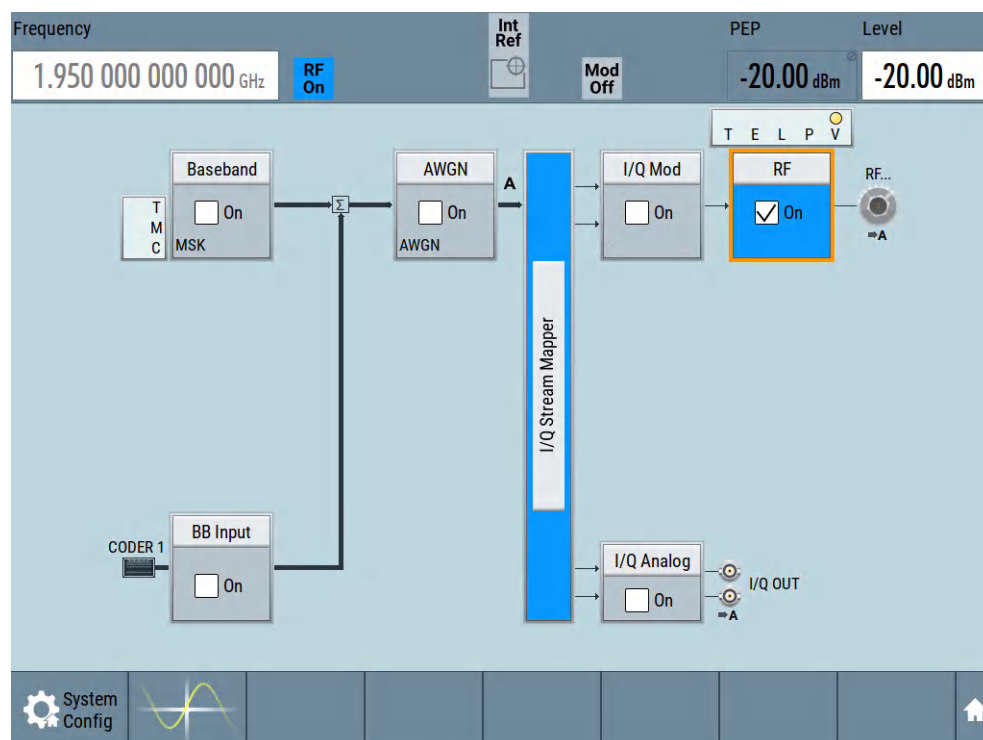 Frequency
Int
Ref
PEP
Level
1.950 000 000 000 GHz
RF
On
Mod
Off
-20.00 dBm
-20.00 dBm
T E L P V
Baseband
On
T
M
C
MSK
Σ
AWGN
On
AWGN
A
I/Q Stream Mapper
I/Q Mod
On
RF
On
RF...
⇒A
CODER 1
BB Input
On
I/Q Analog
On
I/Q OUT
⇒A
System
Config